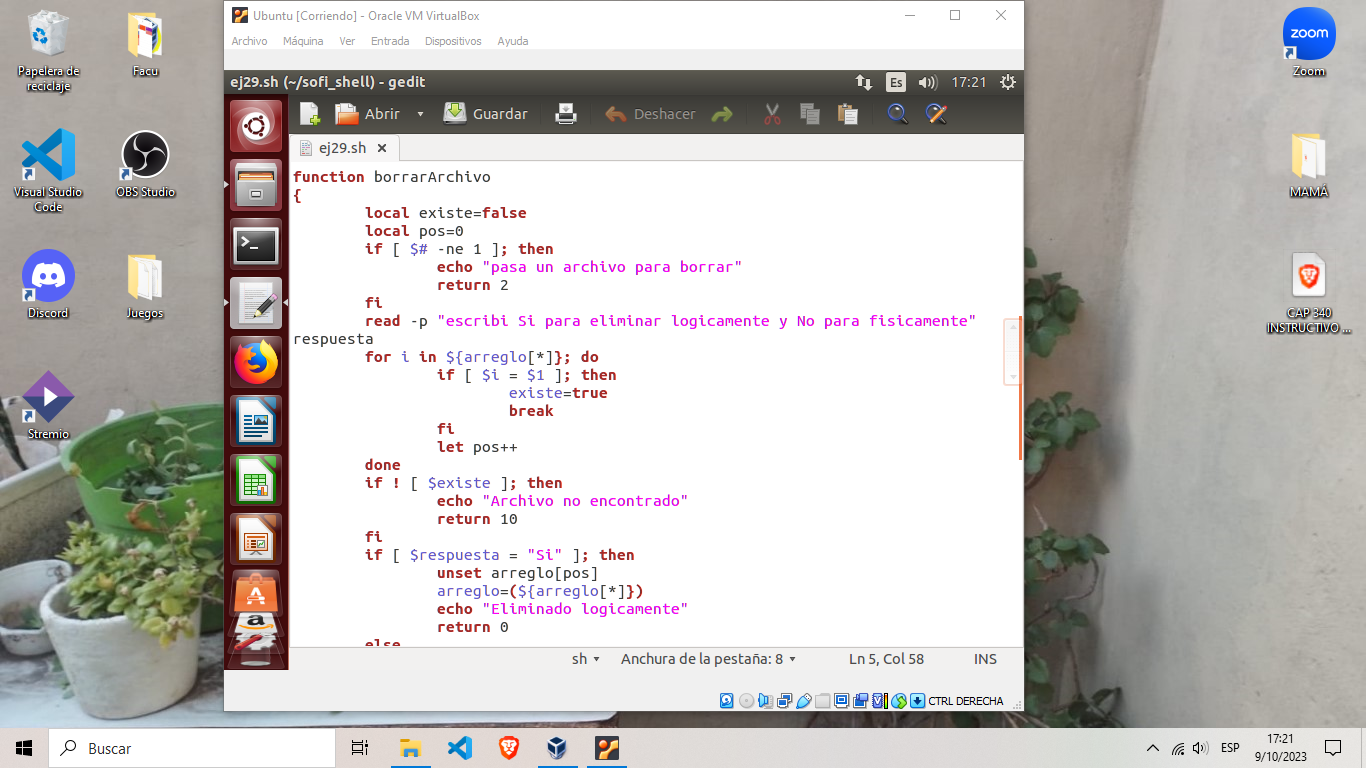 Ubuntu [Corriendo] - Oracle VM VirtualBox
Archivo Máquina Ver Entrada Dispositivos Ayuda
ej29.sh (~/sofi_shell) - gedit
Es
17:21
Abrir
Guardar
Deshacer
ej29.sh
function borrarArchivo
{
local existe=false
local pos=0
if [ $# -ne 1 ]; then
echo "pasa un archivo para borrar"
return 2
fi
read -p "escribi Si para eliminar logicamente y No para fisicamente"
respuesta
for i in ${arreglo[*]}; do
if [ $i = $1 ]; then
existe=true
break
fi
let pos++
done
if ! [ $existe ]; then
echo "Archivo no encontrado"
return 10
fi
if [ $respuesta = "Si" ]; then
unset arreglo[pos]
arreglo=(${arreglo[*]})
echo "Eliminado logicamente"
return 0
else
sh
Anchura de la pestaña: 8
Ln 5, Col 58
INS
CTRL DERECHA
Papelera de
reciclaje
Facu
Visual Studio
Code
OBS Studio
Discord
Juegos
Stremio
zoom
Zoom
MAMÁ
CAP 340
INSTRUCTIVO ...
Buscar
ESP
17:21
9/10/2023